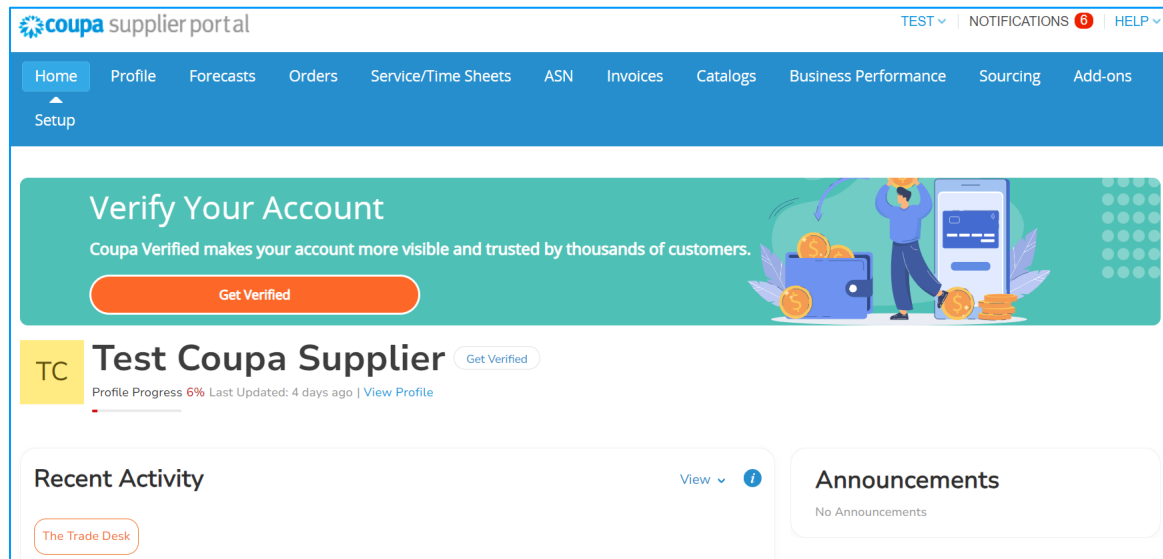 coupa supplier portal
TEST NOTIFICATIONS 6 HELP
Home Profile Forecasts Orders Service/Time Sheets ASN Invoices Catalogs Business Performance Sourcing Add-ons
Setup
Verify Your Account
Coupa Verified makes your account more visible and trusted by thousands of customers.
Get Verified
TC
Test Coupa Supplier Get Verified
Profile Progress 6% Last Updated: 4 days ago | View Profile
Recent Activity View i
The Trade Desk
Announcements
No Announcements